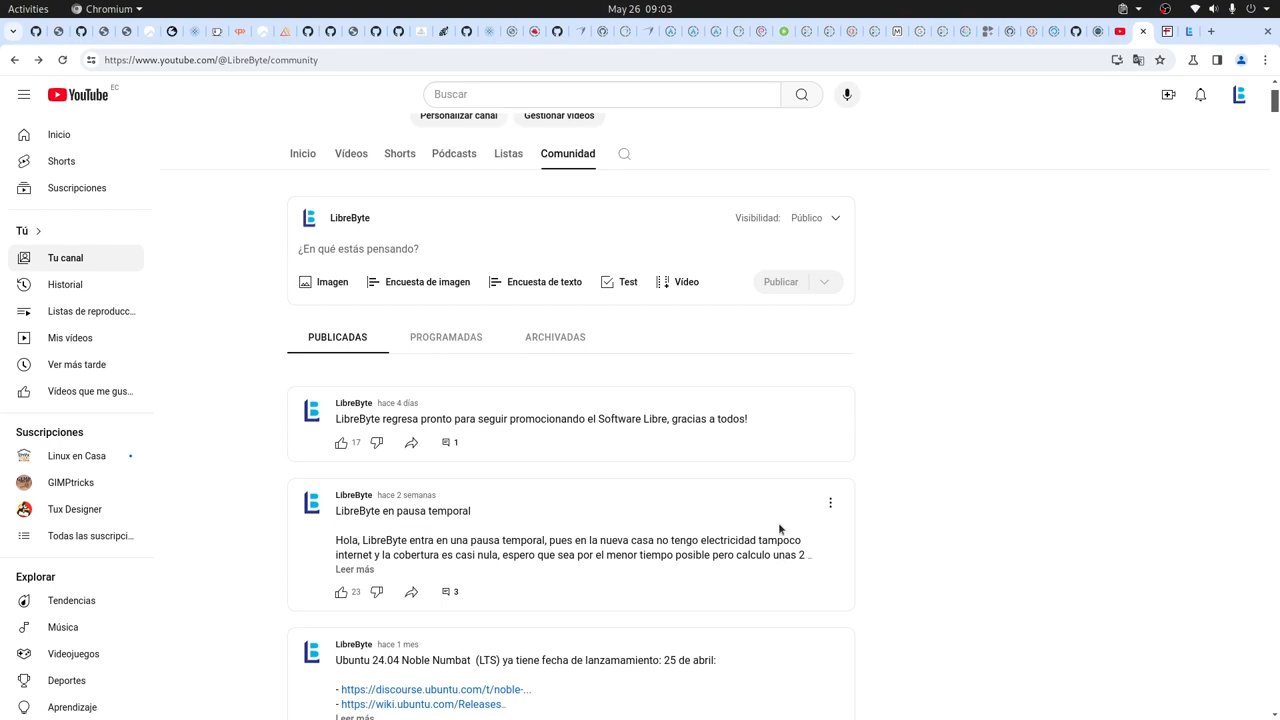 Actividades
Chromium
May 26 09:03
https://www.youtube.com/@LibreByte/community
YouTube
EC
Buscar
Personalizar canal
Gestionar vídeos
Inicio
Vídeos
Shorts
Pódcasts
Listas
Comunidad
Inicio
Shorts
Suscripciones
Tú
Tu canal
Historial
Listas de reproducc…
Mis vídeos
Ver más tarde
Vídeos que me gus…
Suscripciones
Linux en Casa
GIMPtricks
Tux Designer
Todas las suscripci…
Explorar
Tendencias
Música
Videojuegos
Deportes
Aprendizaje
LibreByte
Visibilidad: Público
¿En qué estás pensando?
Imagen
Encuesta de imagen
Encuesta de texto
Test
Vídeo
Publicar
PUBLICADAS
PROGRAMADAS
ARCHIVADAS
LibreByte hace 4 días
LibreByte regresa pronto para seguir promocionando el Software Libre, gracias a todos!
17
1
LibreByte hace 2 semanas
LibreByte en pausa temporal
Hola, LibreByte entra en una pausa temporal, pues en la nueva casa no tengo electricidad tampoco
internet y la cobertura es casi nula, espero que sea por el menor tiempo posible pero calculo unas 2 …
Leer más
23
3
LibreByte hace 1 mes
Ubuntu 24.04 Noble Numbat (LTS) ya tiene fecha de lanzamamiento: 25 de abril:
- https://discourse.ubuntu.com/t/noble-...
- https://wiki.ubuntu.com/Releases…
Leer más